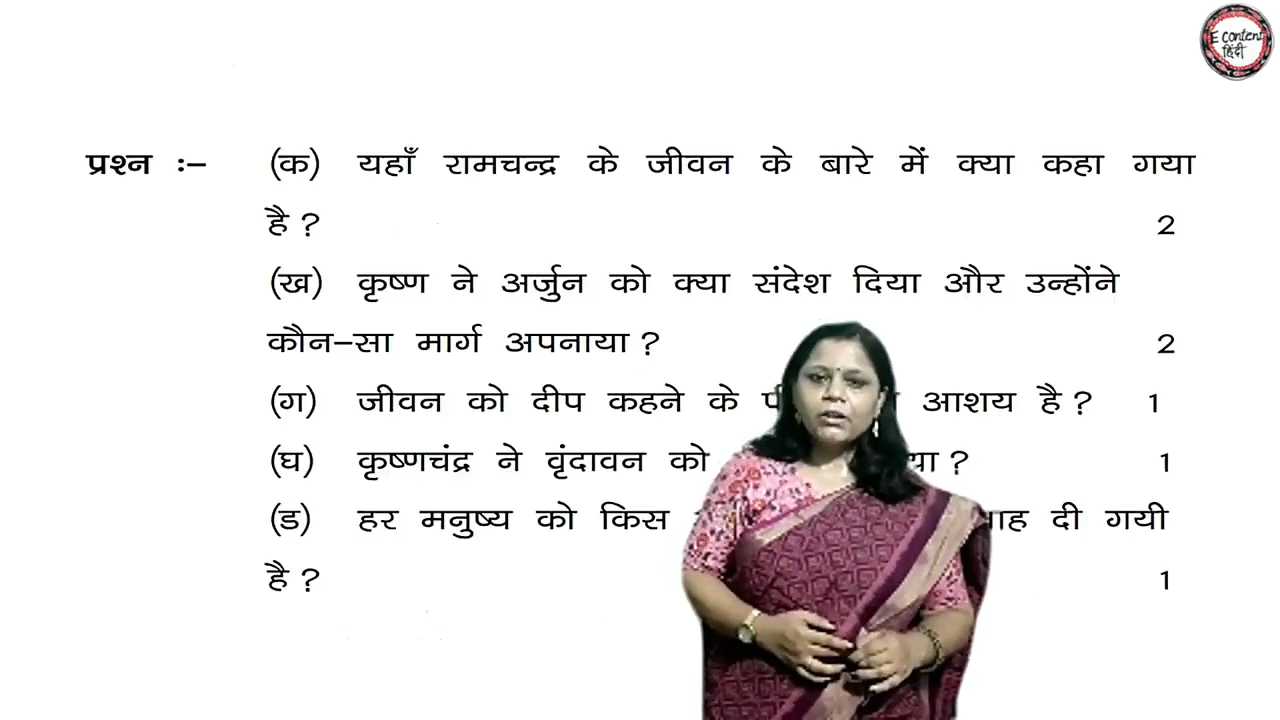 E content
हिंदी
प्रश्न :– (क) यहाँ रामचन्द्र के जीवन के बारे में क्या कहा गया
है ? 2
(ख) कृष्ण ने अर्जुन को क्या संदेश दिया और उन्होंने
कौन–सा मार्ग अपनाया ? 2
(ग) जीवन को दीप कहने के आशय है ? 1
(घ) कृष्णचंद्र ने वृंदावन को ? 1
(ड) हर मनुष्य को किस दी गयी
है ? 1